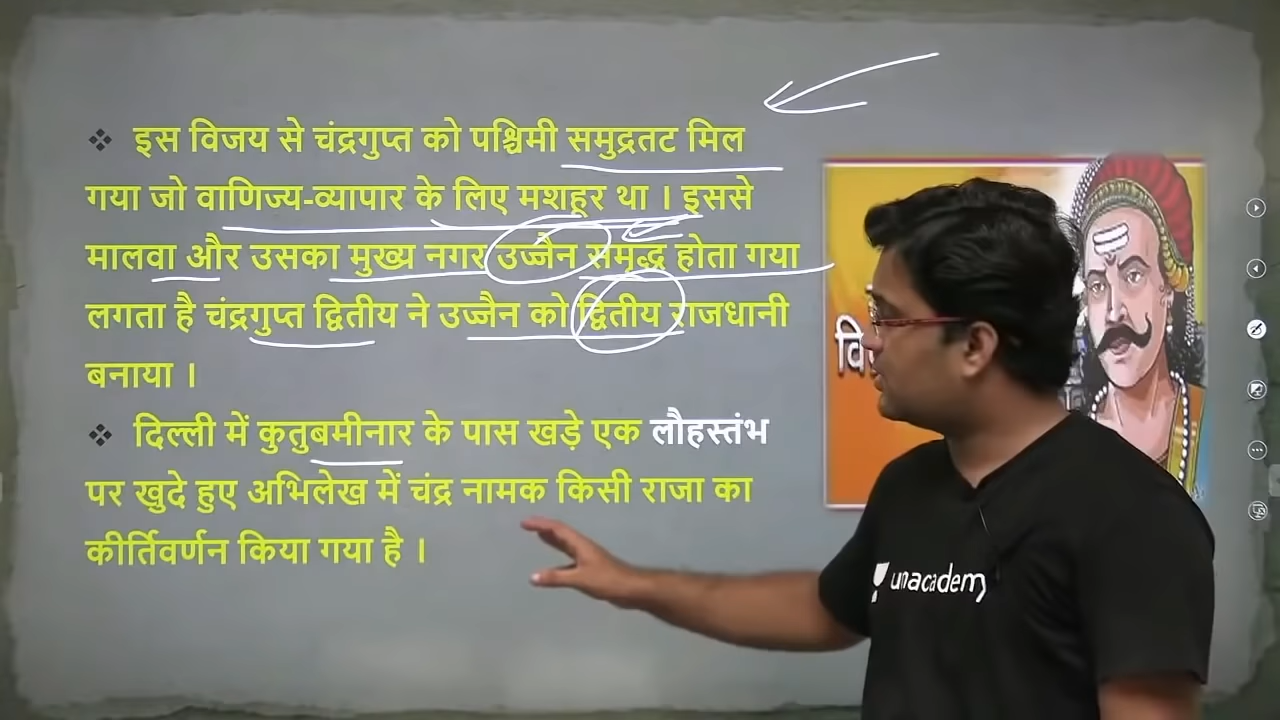 ❖ इस विजय से चंद्रगुप्त को पश्चिमी समुद्रतट मिल
गया जो वाणिज्य-व्यापार के लिए मशहूर था । इससे
मालवा और उसका मुख्य नगर उज्जैन समृद्ध होता गया
लगता है चंद्रगुप्त द्वितीय ने उज्जैन को द्वितीय राजधानी
बनाया ।
❖ दिल्ली में कुतुबमीनार के पास खड़े एक लौहस्तंभ
पर खुदे हुए अभिलेख में चंद्र नामक किसी राजा का
कीर्तिवर्णन किया गया है ।
unacademy